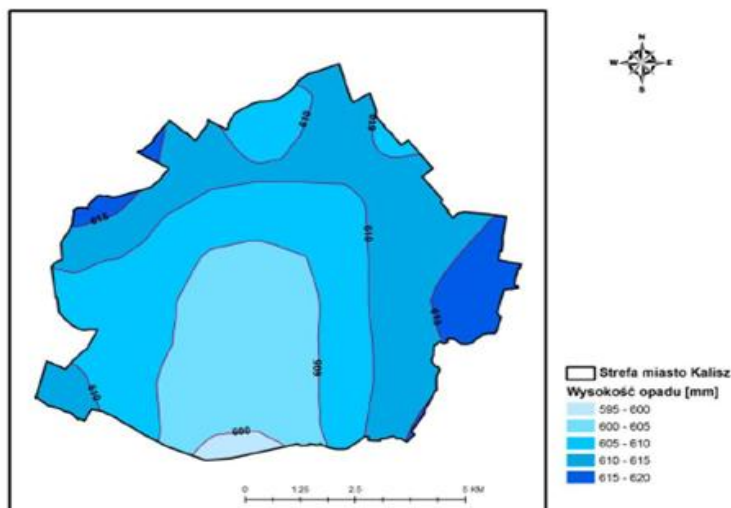 N
W E
S
610
610
615
610
615
605
610
600
Strefa miasto Kalisz
Wysokość opadu [mm]
595 - 600
600 - 605
605 - 610
610 - 615
615 - 620
0 1.25 2.5 5 KM